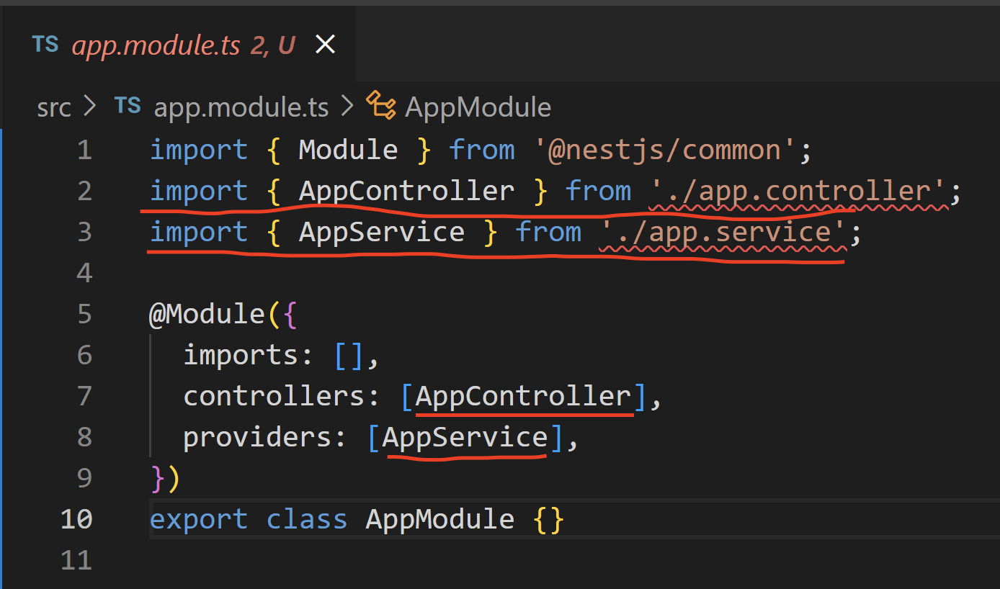 TS app.module.ts 2, U ×
src > TS app.module.ts > AppModule
1 import { Module } from '@nestjs/common';
2 import { AppController } from './app.controller';
3 import { AppService } from './app.service';
4
5 @Module({
6   imports: [],
7   controllers: [AppController],
8   providers: [AppService],
9 })
10 export class AppModule {}
11